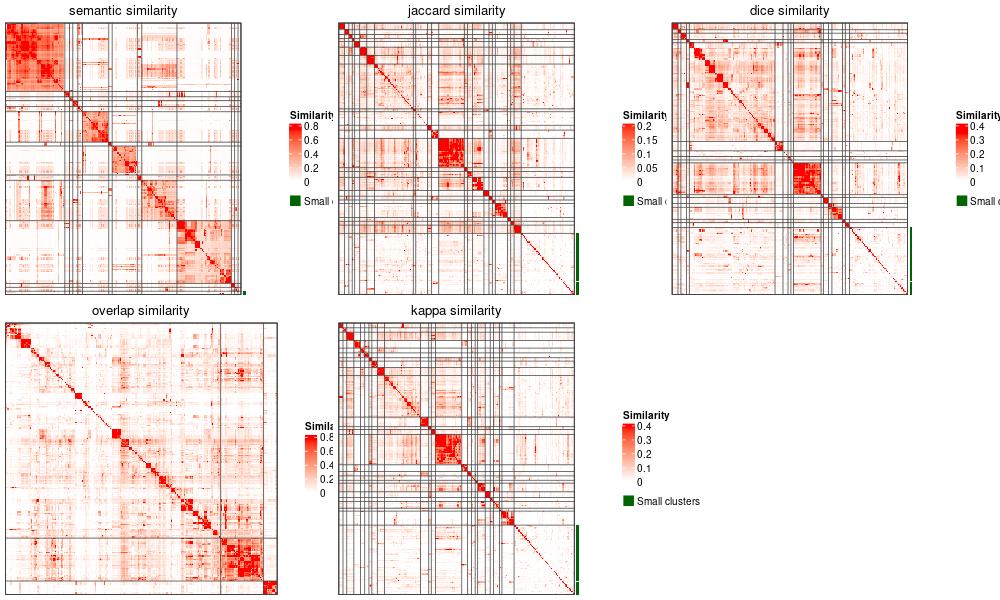 semantic similarity
jaccard similarity
dice similarity
Similarity
0.8
0.6
0.4
0.2
0
Small
Similarity
0.2
0.15
0.1
0.05
0
Small
Similarity
0.4
0.3
0.2
0.1
0
Small
overlap similarity
kappa similarity
0.8
0.6
0.4
0.2
0
Similarity
0.4
0.3
0.2
0.1
0
Small clusters